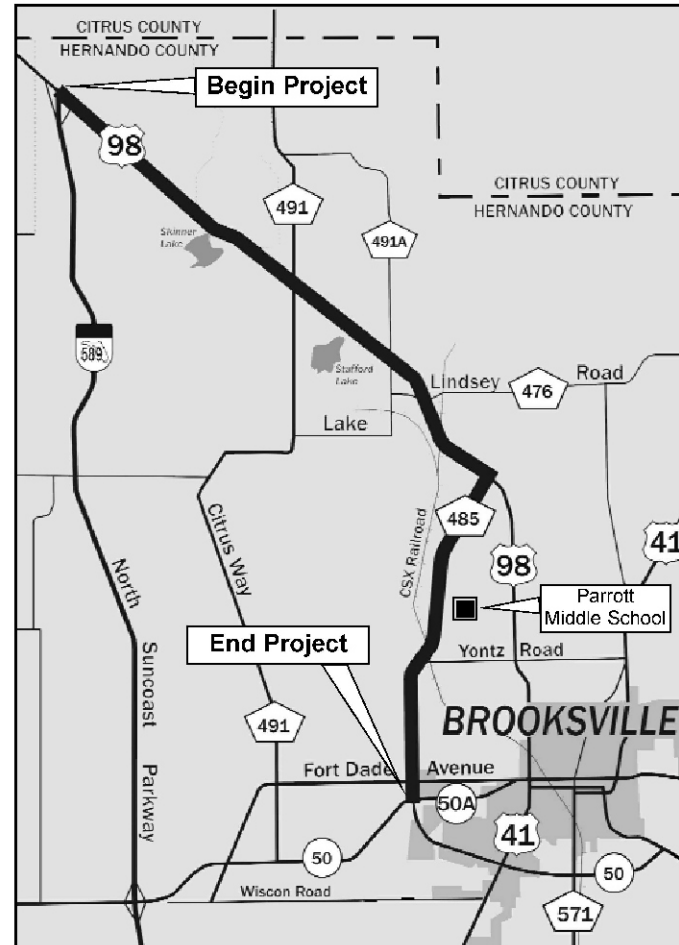 CITRUS COUNTY
HERNANDO COUNTY
Begin Project
98
CITRUS COUNTY
HERNANDO COUNTY
491
491A
Skinner
Lake
589
Stafford
Lake
Lindsey
Road
476
Lake
485
Citrus Way
CSX Railroad
98
41
North
Suncoast
Parkway
Parrott
Middle School
End Project
Yontz Road
491
BROOKSVILLE
Fort Dade Avenue
50A
41
50
50
Wiscon Road
571